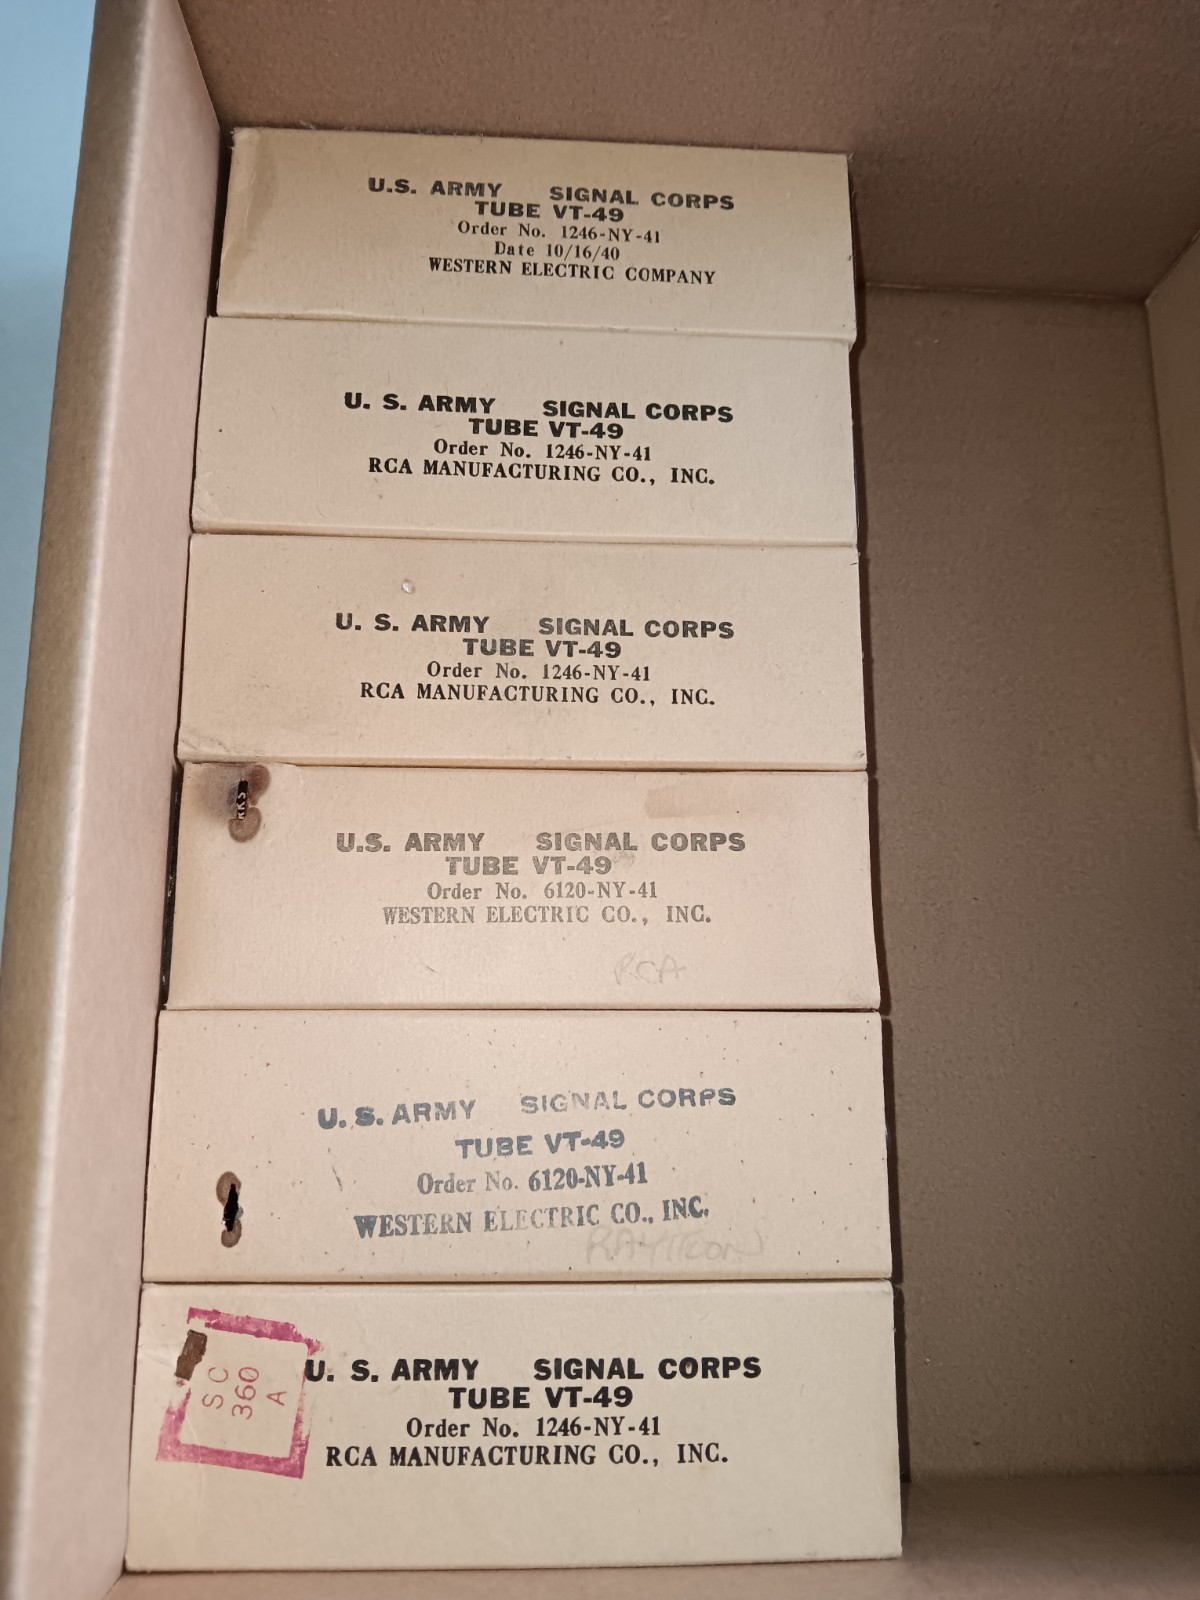 U.S. ARMY SIGNAL CORPS
TUBE VT-49
Order No. 1246-NY-41
Date 10/16/40
WESTERN ELECTRIC COMPANY
U. S. ARMY SIGNAL CORPS
TUBE VT-49
Order No. 1246-NY-41
RCA MANUFACTURING CO., INC.
U. S. ARMY SIGNAL CORPS
TUBE VT-49
Order No. 1246-NY-41
RCA MANUFACTURING CO., INC.
U.S. ARMY SIGNAL CORPS
TUBE VT-49
Order No. 6120-NY-41
WESTERN ELECTRIC CO., INC.
RCA
U.S. ARMY SIGNAL CORPS
TUBE VT-49
Order No. 6120-NY-41
WESTERN ELECTRIC CO., INC.
SC
360
A
U. S. ARMY SIGNAL CORPS
TUBE VT-49
Order No. 1246-NY-41
RCA MANUFACTURING CO., INC.